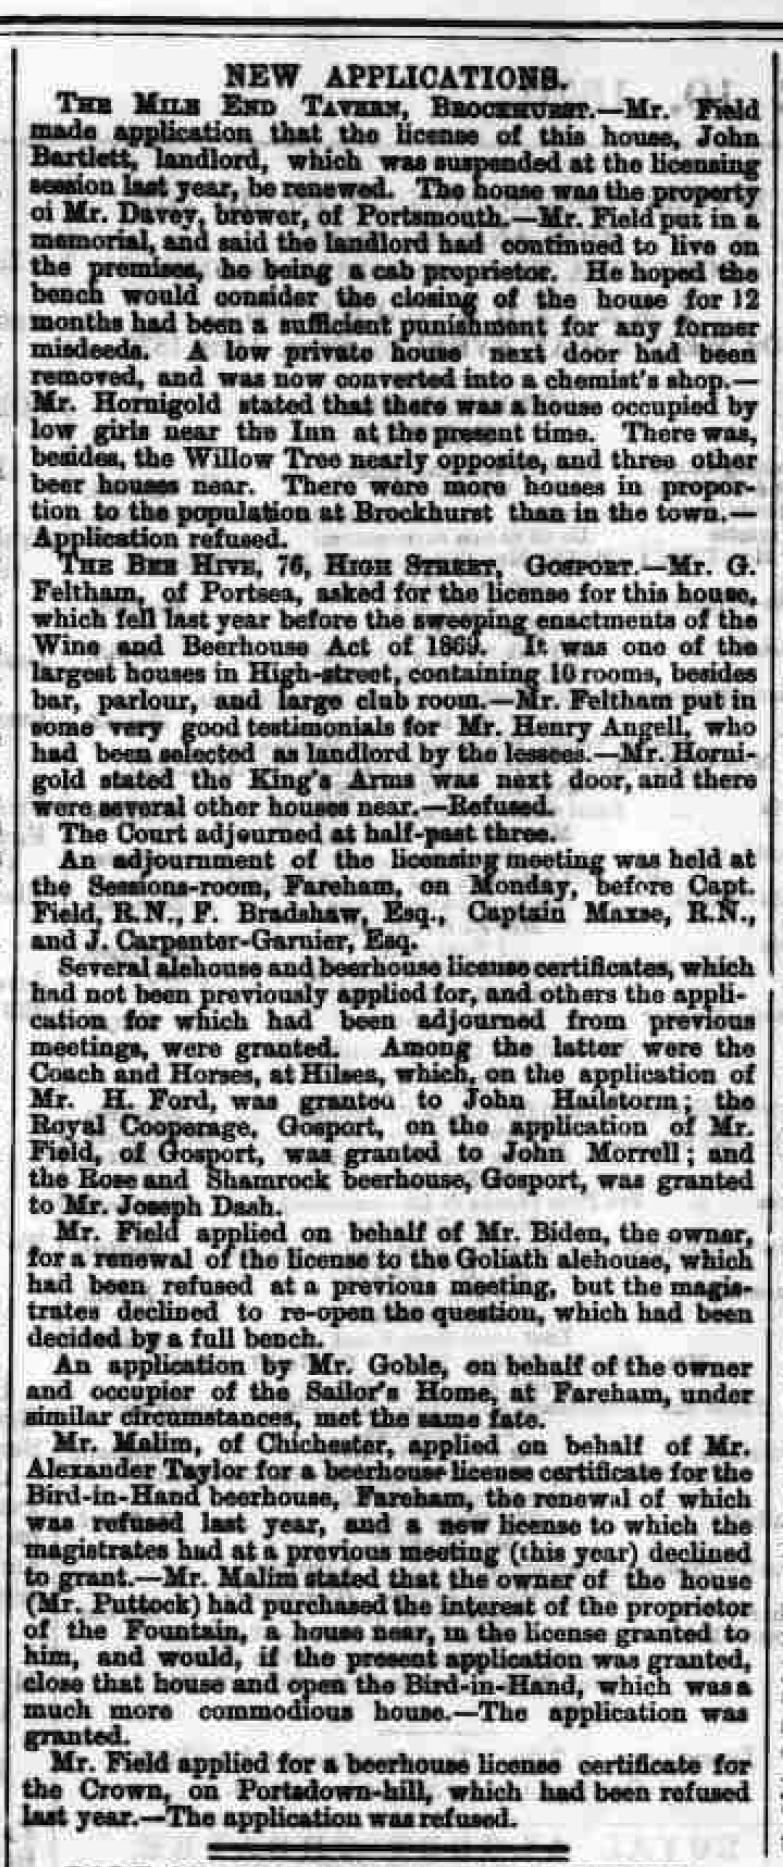 NEW APPLICATIONS.
THE MILE END TAVERN, BROCKHURST.—Mr. Field
made application that the license of this house, John
Bartlett, landlord, which was suspended at the licensing
session last year, be renewed. The house was the property
of Mr. Davey, brewer, of Portsmouth.—Mr. Field put in a
memorial, and said the landlord had continued to live on
the premises, he being a cab proprietor. He hoped the
bench would consider the closing of the house for 12
months had been a sufficient punishment for any former
misdeeds. A low private house next door had been
removed, and was now converted into a chemist's shop.—
Mr. Hornigold stated that there was a house occupied by
low girls near the Inn at the present time. There was,
besides, the Willow Tree nearly opposite, and three other
beer houses near. There were more houses in propor-
tion to the population at Brockhurst than in the town.—
Application refused.
THE BEE HIVE, 76, HIGH STREET, GOSPORT.—Mr. G.
Feltham, of Portsea, asked for the license for this house,
which fell last year before the sweeping enactments of the
Wine and Beerhouse Act of 1869. It was one of the
largest houses in High-street, containing 10 rooms, besides
bar, parlour, and large club room.—Mr. Feltham put in
some very good testimonials for Mr. Henry Angell, who
had been selected as landlord by the lessees.—Mr. Horni-
gold stated the King's Arms was next door, and there
were several other houses near.—Refused.
The Court adjourned at half-past three.
An adjournment of the licensing meeting was held at
the Sessions-room, Fareham, on Monday, before Capt.
Field, R.N., F. Bradshaw, Esq., Captain Maxse, R.N.,
and J. Carpenter-Garnier, Esq.
Several alehouse and beerhouse license certificates, which
had not been previously applied for, and others the appli-
cation for which had been adjourned from previous
meetings, were granted. Among the latter were the
Coach and Horses, at Hilsea, which, on the application of
Mr. H. Ford, was granted to John Hailstorm; the
Royal Cooperage, Gosport, on the application of Mr.
Field, of Gosport, was granted to John Morrell; and
the Rose and Shamrock beerhouse, Gosport, was granted
to Mr. Joseph Dash.
Mr. Field applied on behalf of Mr. Biden, the owner,
for a renewal of the license to the Goliath alehouse, which
had been refused at a previous meeting, but the magis-
trates declined to re-open the question, which had been
decided by a full bench.
An application by Mr. Goble, on behalf of the owner
and occupier of the Sailor's Home, at Fareham, under
similar circumstances, met the same fate.
Mr. Malim, of Chichester, applied on behalf of Mr.
Alexander Taylor for a beerhouse license certificate for the
Bird-in-Hand beerhouse, Fareham, the renewal of which
was refused last year, and a new license to which the
magistrates had at a previous meeting (this year) declined
to grant.—Mr. Malim stated that the owner of the house
(Mr. Puttock) had purchased the interest of the proprietor
of the Fountain, a house near, in the license granted to
him, and would, if the present application was granted,
close that house and open the Bird-in-Hand, which was a
much more commodious house.—The application was
granted.
Mr. Field applied for a beerhouse license certificate for
the Crown, on Portsdown-hill, which had been refused
last year.—The application was refused.